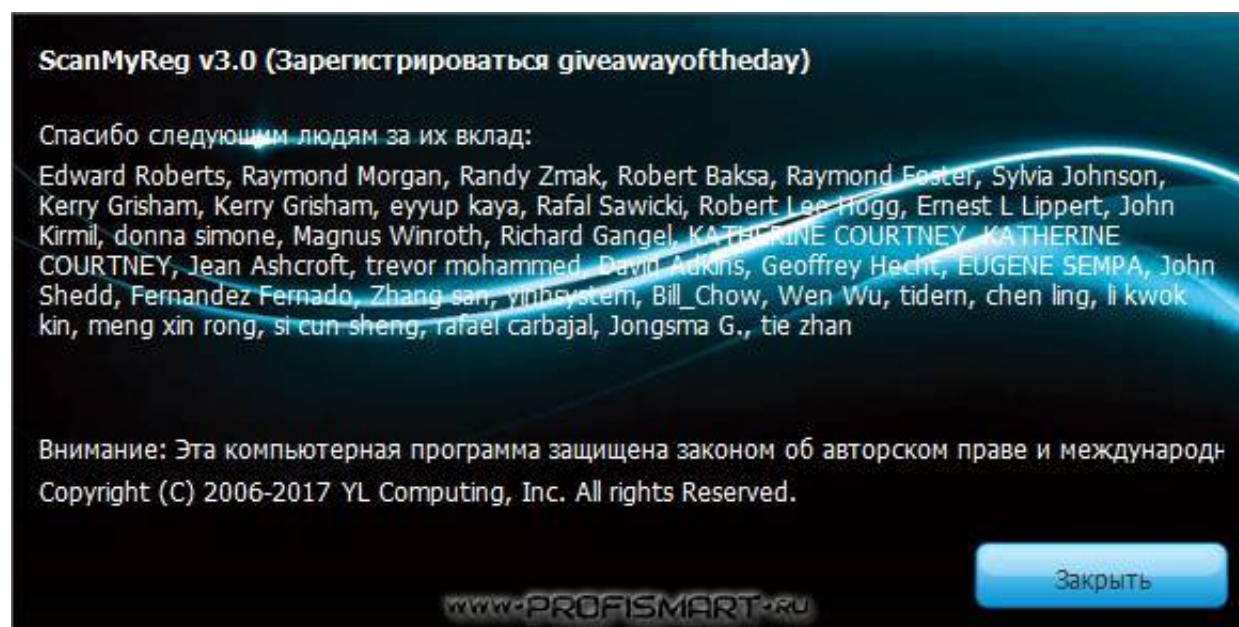 ScanMyReg v3.0 (Зарегистрироваться giveawayoftheday)
Спасибо следующим людям за их вклад:
Edward Roberts, Raymond Morgan, Randy Zmak, Robert Baksa, Raymond Foster, Sylvia Johnson,
Kerry Grisham, Kerry Grisham, eyyup kaya, Rafal Sawicki, Robert Lee Hogg, Ernest L Lippert, John
Kirmil, donna simone, Magnus Winroth, Richard Gangel, KATHERINE COURTNEY, KATHERINE
COURTNEY, Jean Ashcroft, trevor mohammed, David Adkins, Geoffrey Hecht, EUGENE SEMPA, John
Shedd, Fernandez Fernado, Zhang san, yinhsystem, Bill_Chow, Wen Wu, tidern, chen ling, li kwok
kin, meng xin rong, si cun sheng, rafael carbajal, Jongsma G., tie zhan
Внимание: Эта компьютерная программа защищена законом об авторском праве и международн
Copyright (C) 2006-2017 YL Computing, Inc. All rights Reserved.
Закрыть
www.PROFISMART.RU